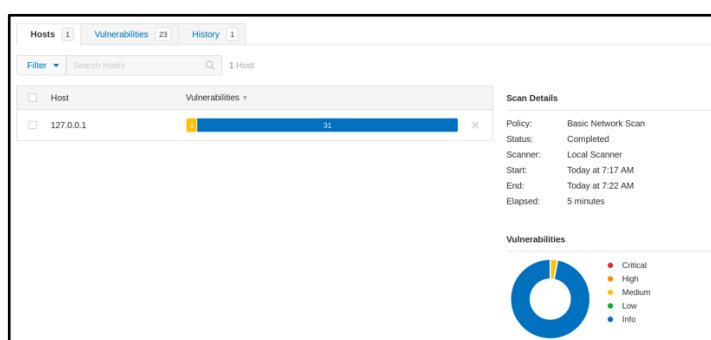 Hosts 1 Vulnerabilities 23 History 1
Filter Search Hosts 1 Host
Host Vulnerabilities
127.0.0.1 1 31
Scan Details
Policy: Basic Network Scan
Status: Completed
Scanner: Local Scanner
Start: Today at 7:17 AM
End: Today at 7:22 AM
Elapsed: 5 minutes
Vulnerabilities
Critical
High
Medium
Low
Info